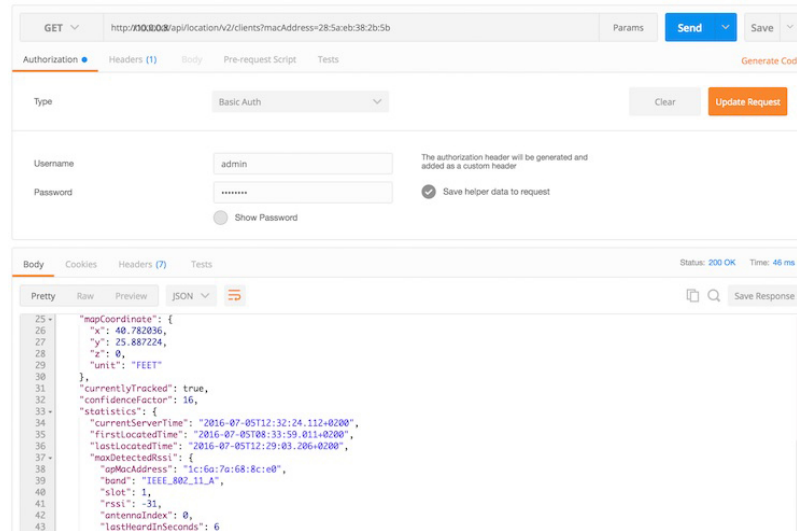 GET http://10.0.0.8/api/location/v2/clients?macAddress=28:5a:eb:38:2b:5b Params Send Save
Authorization Headers (1) Body Pre-request Script Tests Generate Cod
Type Basic Auth Clear Update Request
Username admin The authorization header will be generated and
added as a custom header
Password •••••••• Save helper data to request
Show Password
Body Cookies Headers (7) Tests Status: 200 OK Time: 46 ms
Pretty Raw Preview JSON Save Response
25 "mapCoordinate": {
26 "x": 40.782036,
27 "y": 25.887224,
28 "z": 0,
29 "unit": "FEET"
30 },
31 "currentlyTracked": true,
32 "confidenceFactor": 16,
33 "statistics": {
34 "currentServerTime": "2016-07-05T12:32:24.112+0200",
35 "firstLocatedTime": "2016-07-05T08:33:59.011+0200",
36 "lastLocatedTime": "2016-07-05T12:29:03.206+0200",
37 "maxDetectedRssi": {
38 "apMacAddress": "1c:6a:7a:68:8c:e0",
39 "band": "IEEE_802_11_A",
40 "slot": 1,
41 "rssi": -31,
42 "antennaIndex": 0,
43 "lastHeardInSeconds": 6